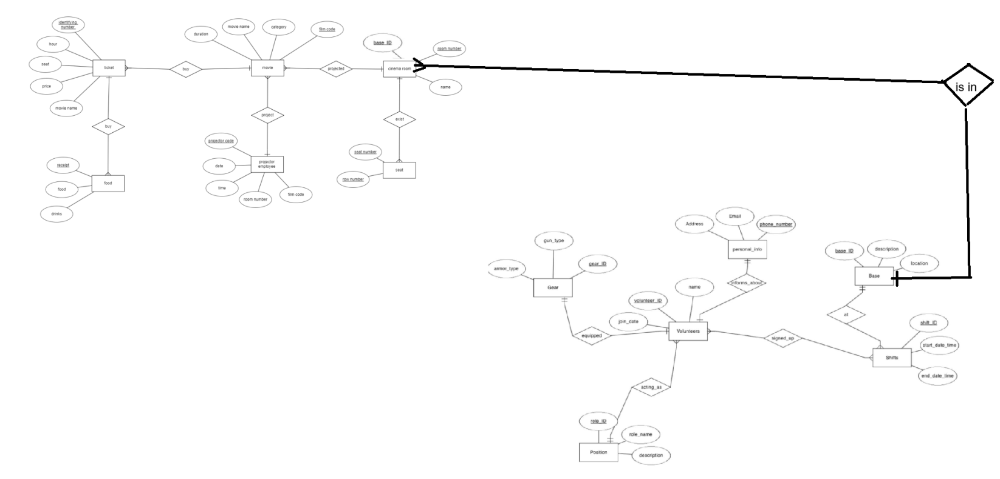 identifying
number
hour
seat
price
movie name
ticket
buy
buy
receipt
food
drinks
food
duration
movie name
category
film code
movie
projected
project
projector code
date
time
room number
film code
projector
employee
base_ID
room number
cinema room
name
exist
seat number
row number
seat
is in
gun_type
armor_type
gear_ID
Gear
equipped
Address
Email
phone_number
personal_info
informs_about
name
volunteer_ID
join_date
Volunteers
signed_up
acting_as
role_ID
role_name
description
Position
base_ID
description
location
Base
at
shift_ID
start_date_time
end_date_time
Shifts